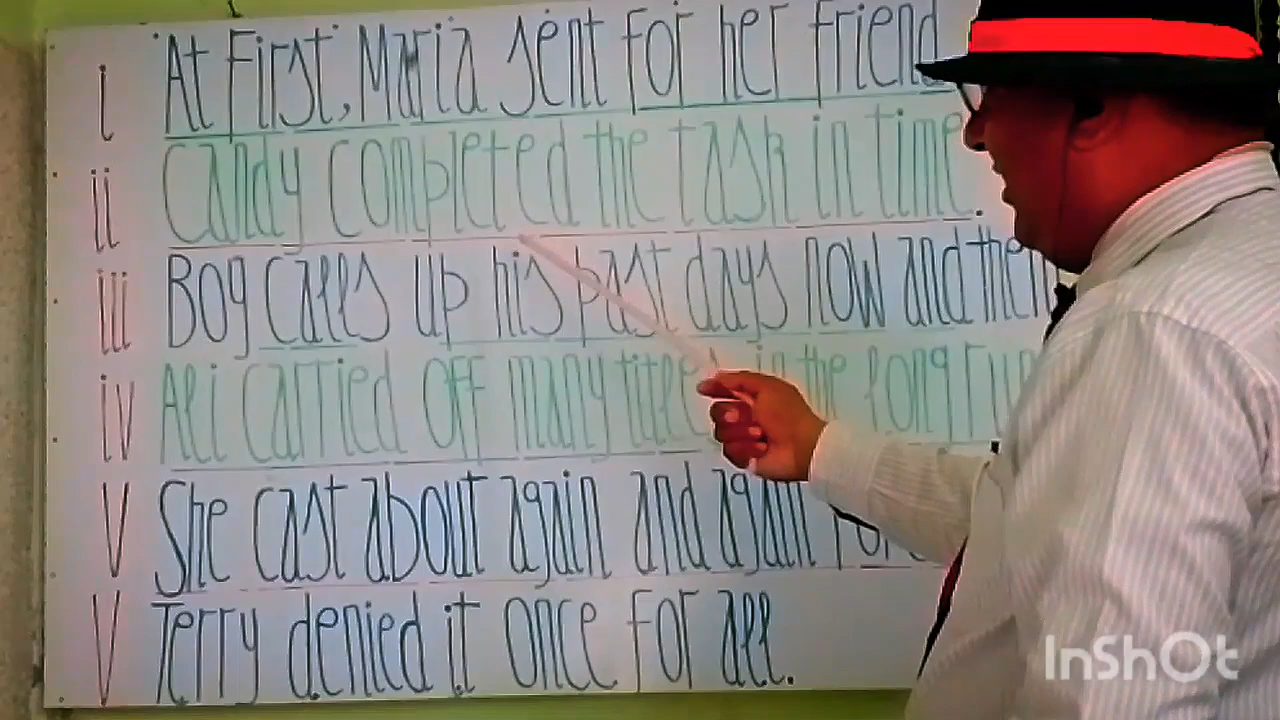 i At First, Maria sent for her friend
ii Candy completed the task in time.
iii Boy calls up his past days now and then
iv Ali carried off many titles in the long run
V She cast about again and again for
V Terry denied it once for all.
InShOt